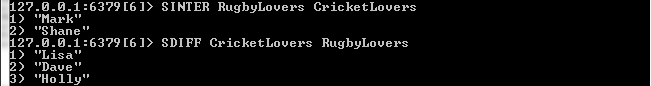 127.0.0.1:6379[6]> SINTER RugbyLovers CricketLovers
1) "Mark"
2) "Shane"
127.0.0.1:6379[6]> SDIFF CricketLovers RugbyLovers
1) "Lisa"
2) "Dave"
3) "Holly"